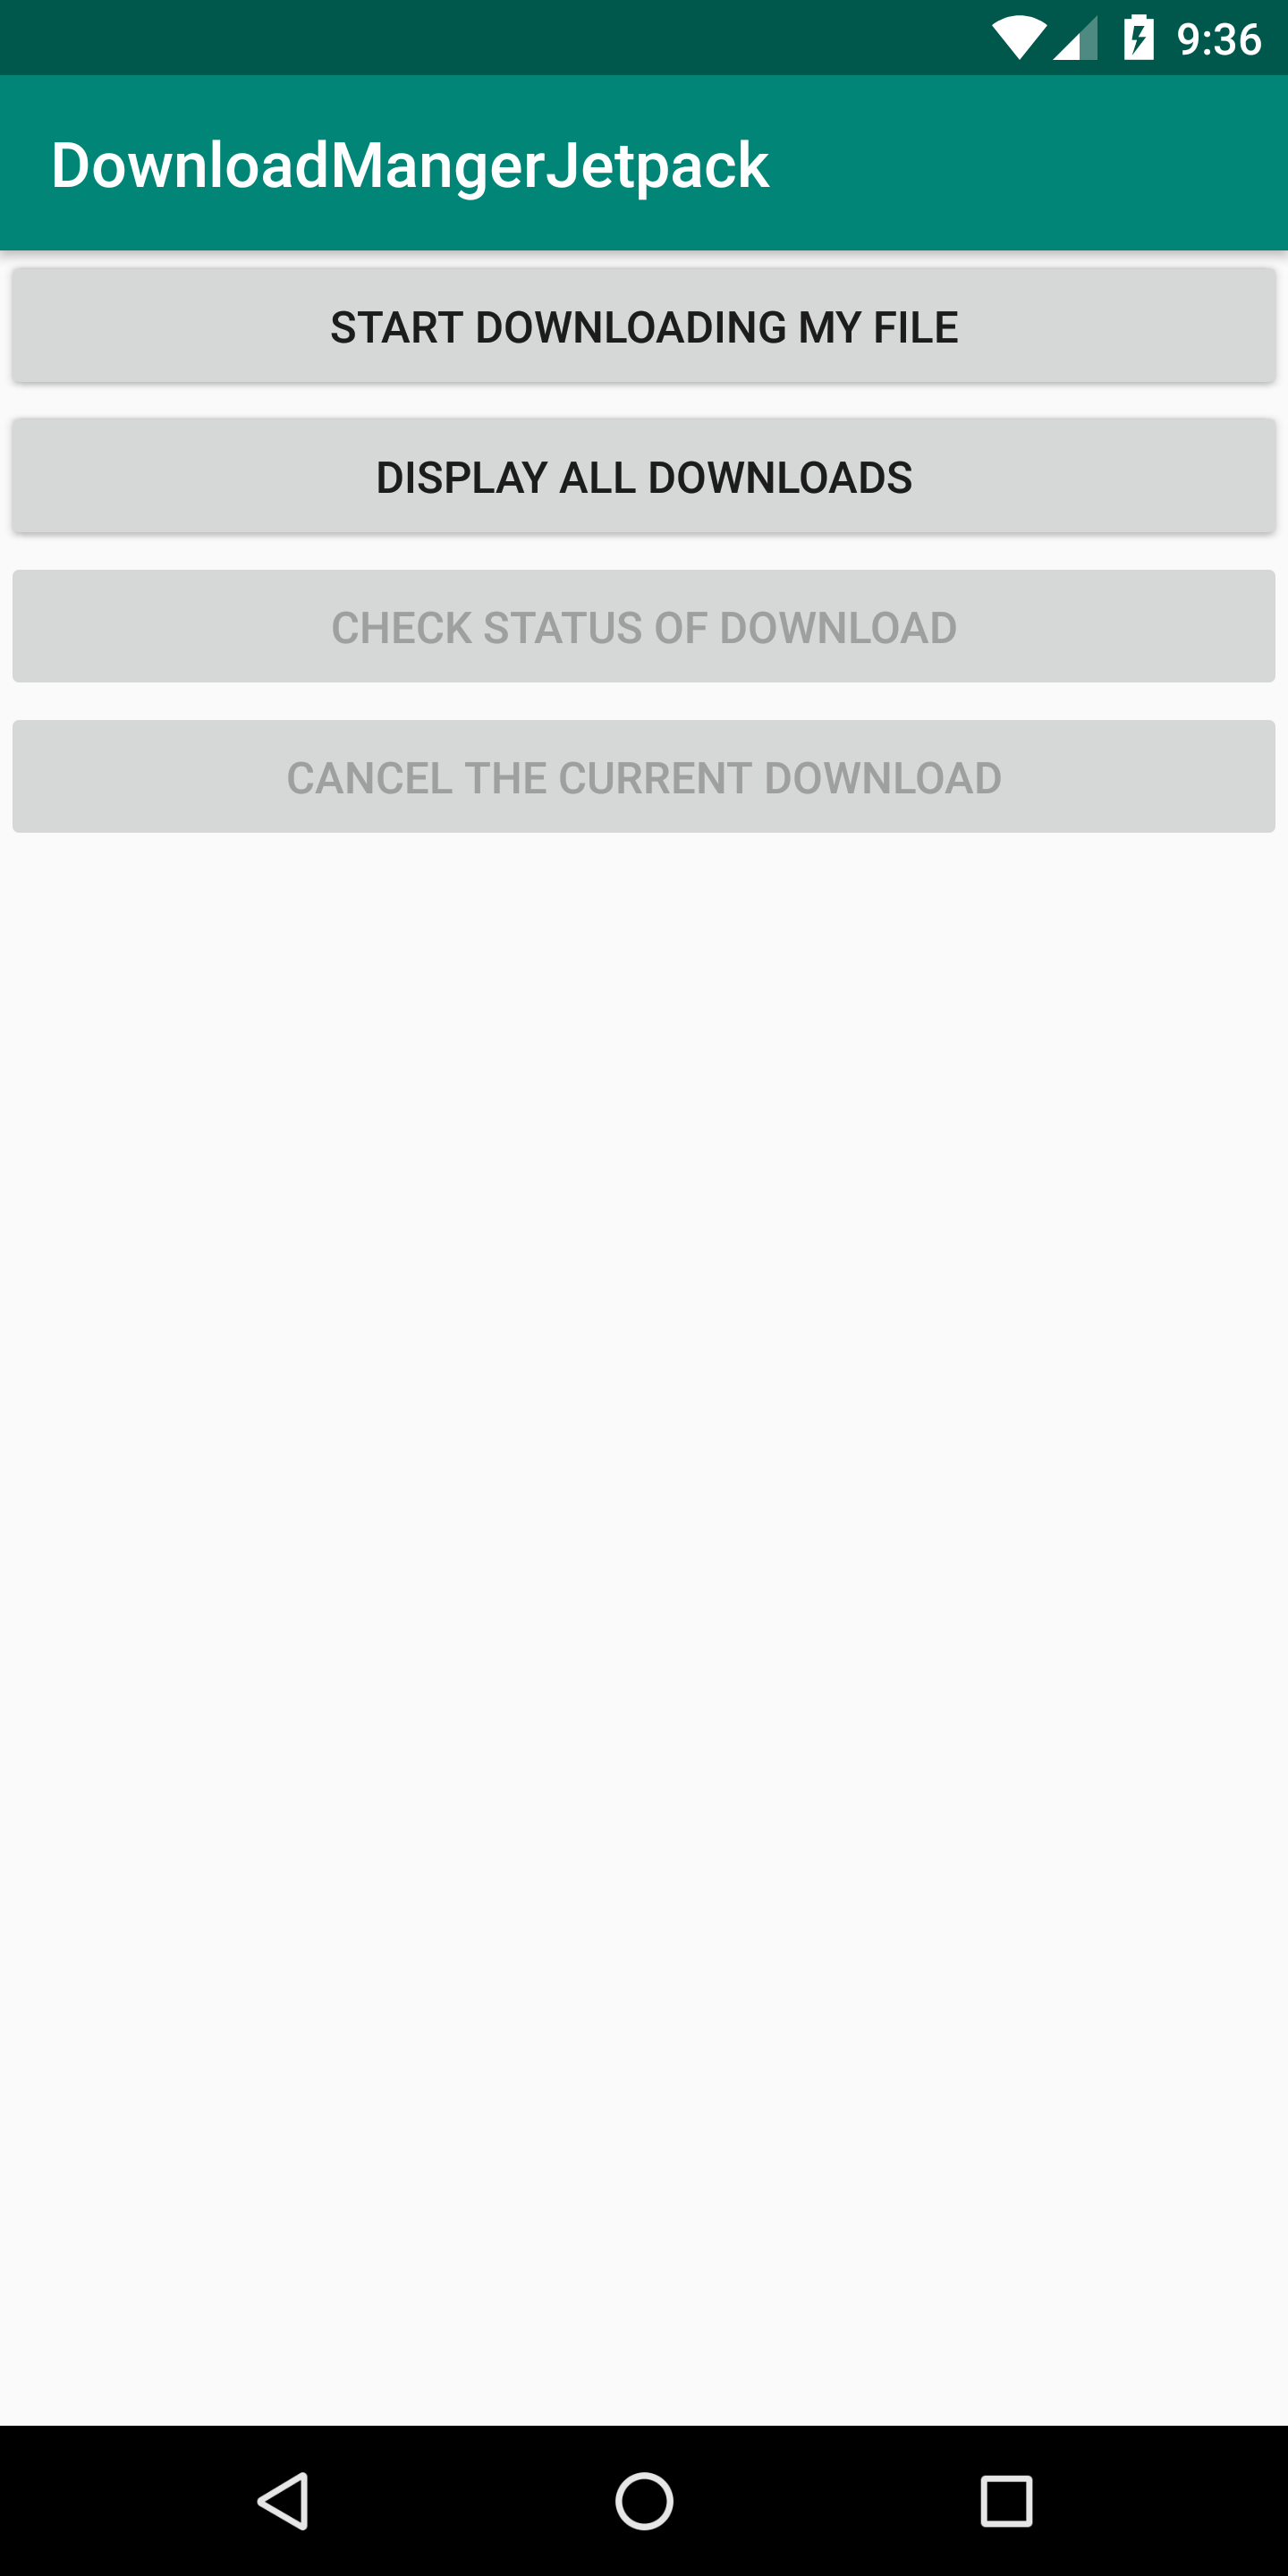 9:36
DownloadMangerJetpack
START DOWNLOADING MY FILE
DISPLAY ALL DOWNLOADS
CHECK STATUS OF DOWNLOAD
CANCEL THE CURRENT DOWNLOAD